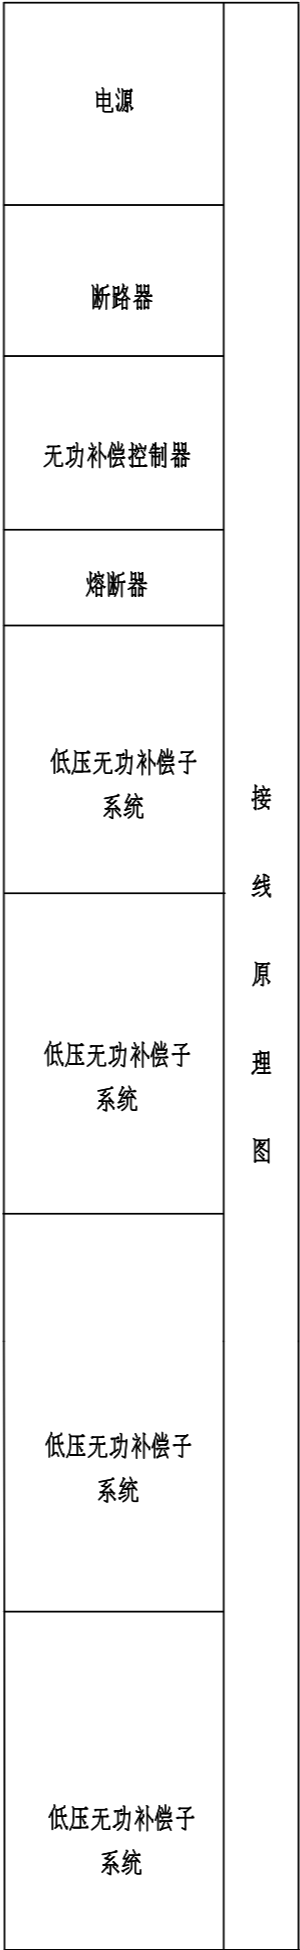 电源
断路器
无功补偿控制器
熔断器
低压无功补偿子
系统
低压无功补偿子
系统
低压无功补偿子
系统
低压无功补偿子
系统
接
线
原
理
图